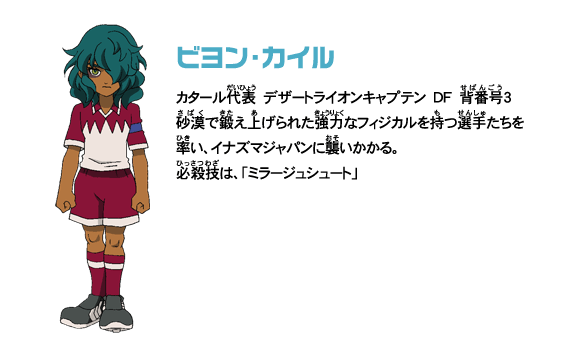 ビヨン・カイル
カタール代表 デザートライオンキャプテン DF 背番号3
砂漠で鍛え上げられた強力なフィジカルを持つ選手たちを
率い、イナズマジャパンに襲いかかる。
必殺技は、「ミラージュシュート」